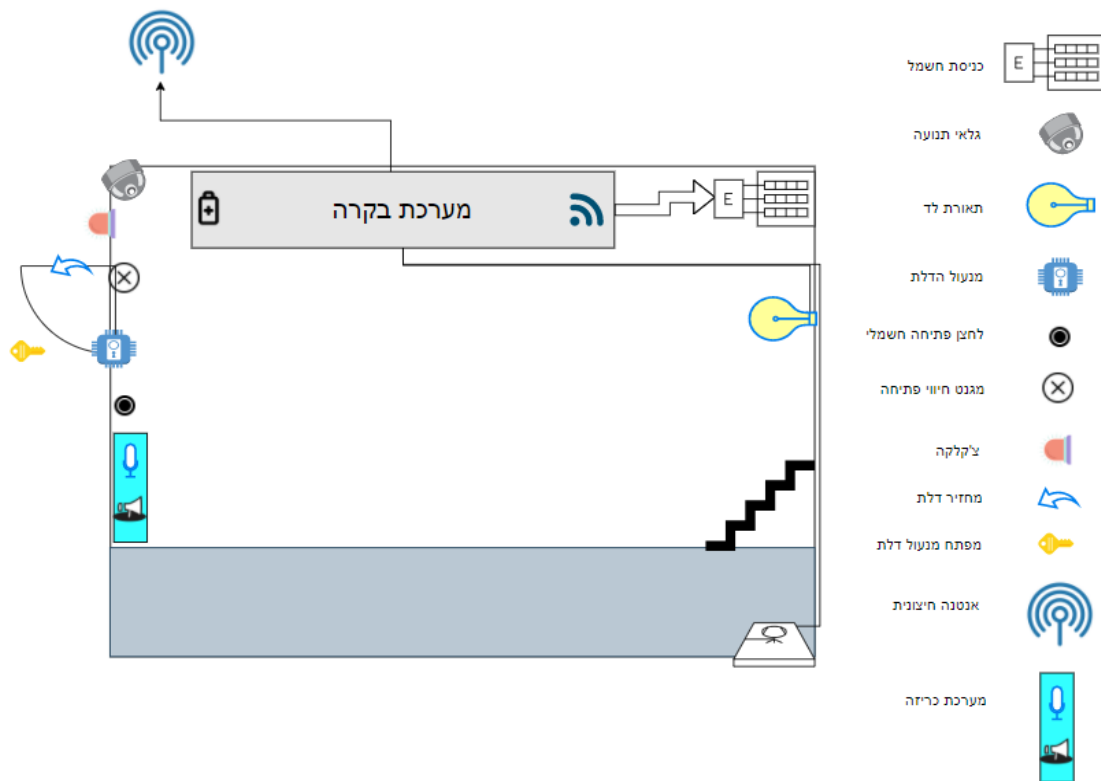 מערכת בקרה
E
כניסת חשמל
E
גלאי תנועה
תאורת לד
מנעול הדלת
לחצן פתיחה חשמלי
מגנט חיווי פתיחה
צ'קלקה
מחזיר דלת
מפתח מנעול דלת
אנטנה חיצונית
מערכת כריזה